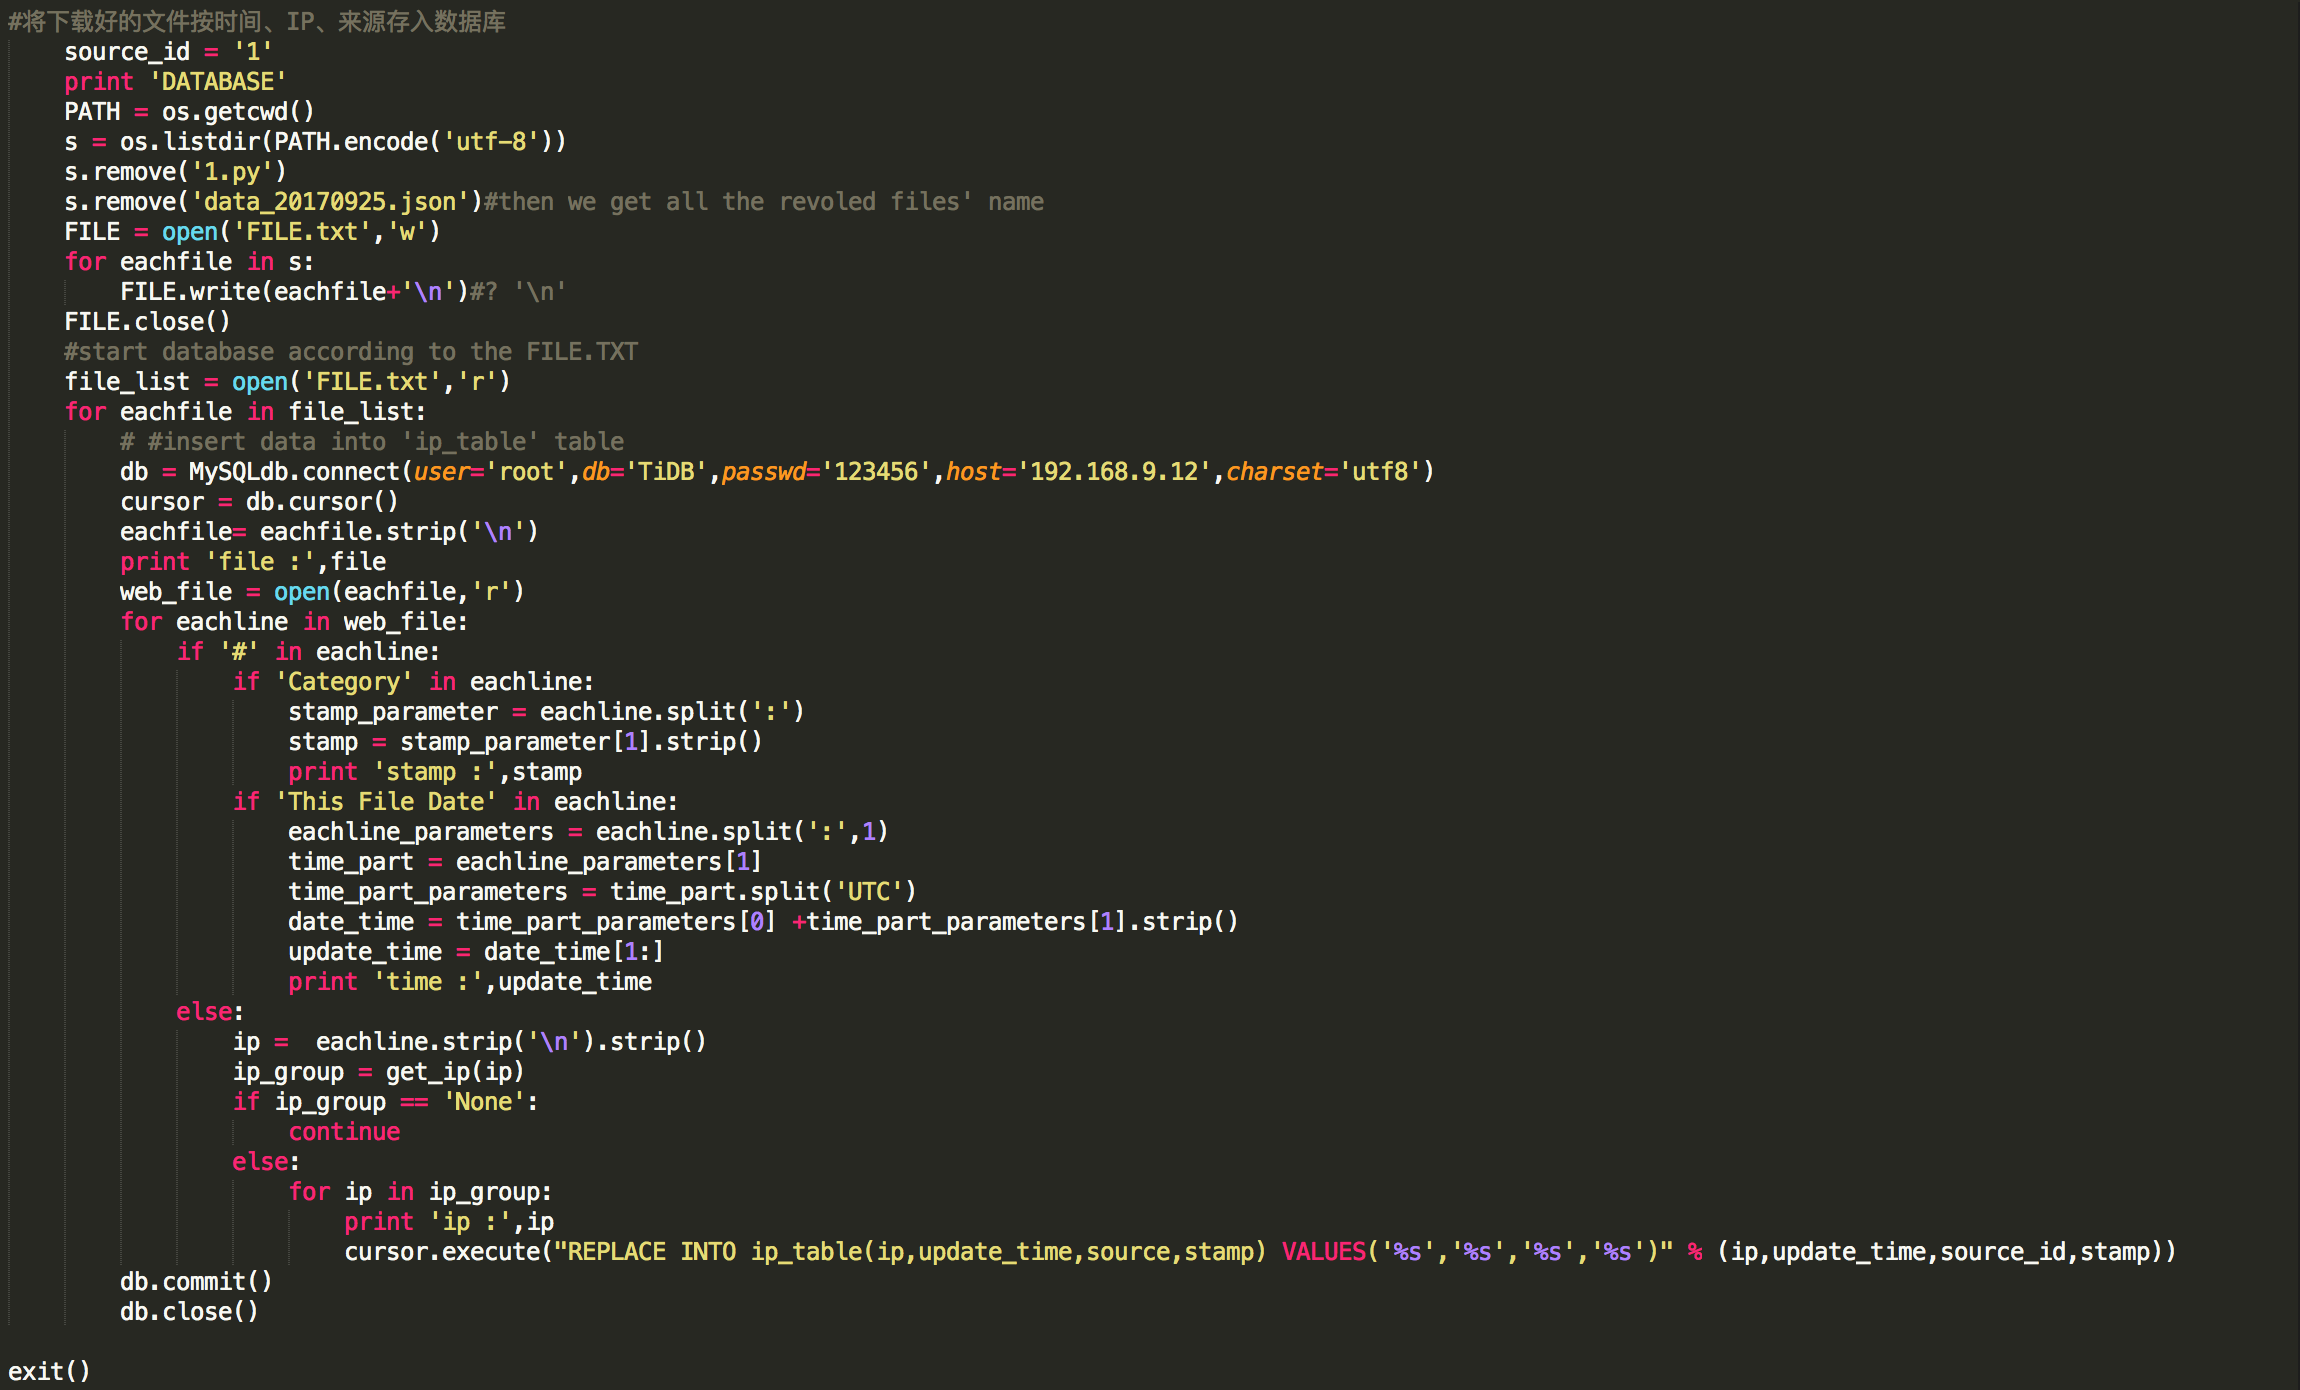 #将下载好的文件按时间、IP、来源存入数据库
    source_id = '1'
    print 'DATABASE'
    PATH = os.getcwd()
    s = os.listdir(PATH.encode('utf-8'))
    s.remove('1.py')
    s.remove('data_20170925.json')#then we get all the revoled files' name
    FILE = open('FILE.txt','w')
    for eachfile in s:
        FILE.write(eachfile+'\n')#? '\n'
    FILE.close()
    #start database according to the FILE.TXT
    file_list = open('FILE.txt','r')
    for eachfile in file_list:
        # #insert data into 'ip_table' table
        db = MySQLdb.connect(user='root',db='TiDB',passwd='123456',host='192.168.9.12',charset='utf8')
        cursor = db.cursor()
        eachfile= eachfile.strip('\n')
        print 'file :',file
        web_file = open(eachfile,'r')
        for eachline in web_file:
            if '#' in eachline:
                if 'Category' in eachline:
                    stamp_parameter = eachline.split(':')
                    stamp = stamp_parameter[1].strip()
                    print 'stamp :',stamp
                if 'This File Date' in eachline:
                    eachline_parameters = eachline.split(':',1)
                    time_part = eachline_parameters[1]
                    time_part_parameters = time_part.split('UTC')
                    date_time = time_part_parameters[0] +time_part_parameters[1].strip()
                    update_time = date_time[1:]
                    print 'time :',update_time
            else:
                ip =  eachline.strip('\n').strip()
                ip_group = get_ip(ip)
                if ip_group == 'None':
                    continue
                else:
                    for ip in ip_group:
                        print 'ip :',ip
                        cursor.execute("REPLACE INTO ip_table(ip,update_time,source,stamp) VALUES('%s','%s','%s','%s')" % (ip,update_time,source_id,stamp))
        db.commit()
        db.close()
exit()